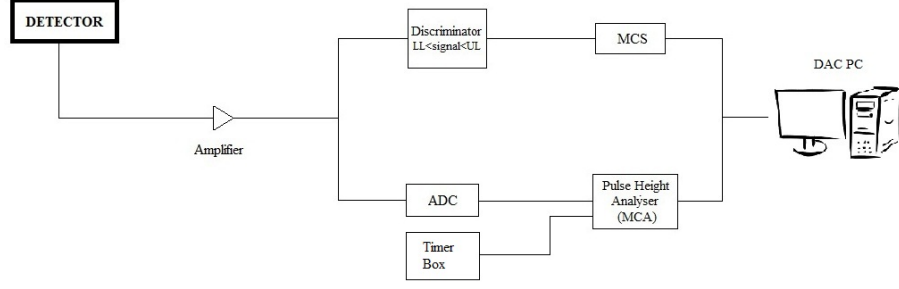 DETECTOR
Discriminator
LL<signal<UL
MCS
DAC PC
Amplifier
ADC
Pulse Height
Analyser
(MCA)
Timer
Box